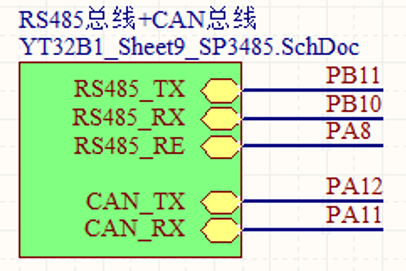 RS485总线+CAN总线
YT32B1_Sheet9_SP3485.SchDoc
RS485_TX PB11
RS485_RX PB10
RS485_RE PA8
CAN_TX PA12
CAN_RX PA11